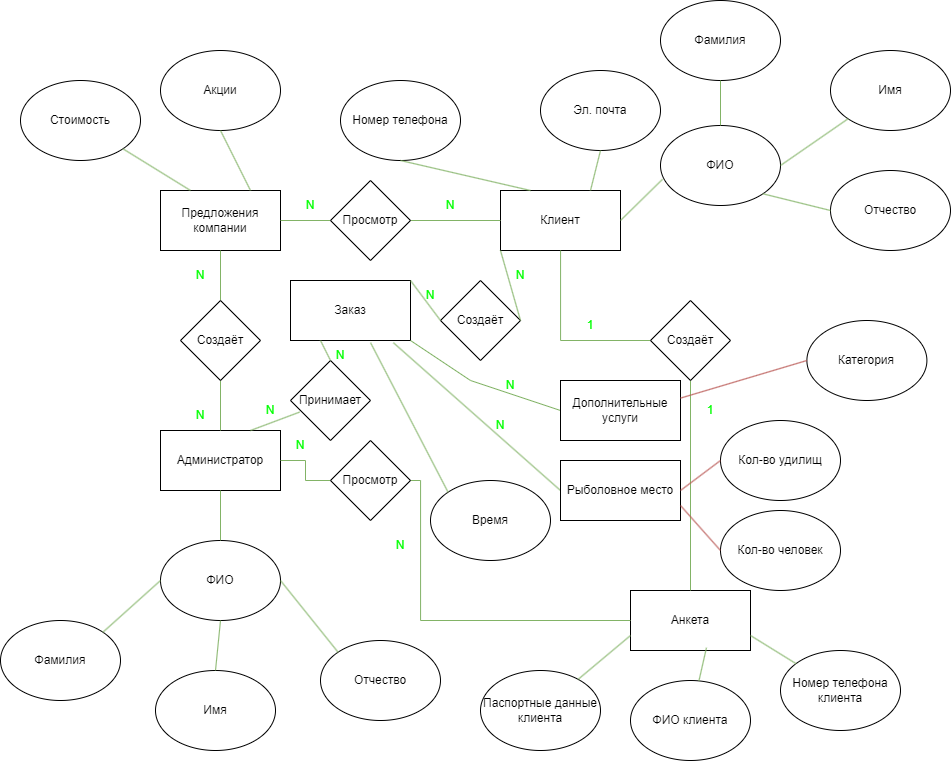 Фамилия
Акции
Имя
Стоимость
Номер телефона
Эл. почта
ФИО
Отчество
N
N
Предложения
компании
Просмотр
Клиент
N
N
N
Заказ
Создаёт
1
Создаёт
Создаёт
N
Категория
N
Принимает
Дополнительные
услуги
N
N
1
N
N
Администратор
Просмотр
Кол-во удилищ
Рыболовное место
Время
N
Кол-во человек
ФИО
Анкета
Фамилия
Отчество
Имя
Паспортные данные
клиента
ФИО клиента
Номер телефона
клиента